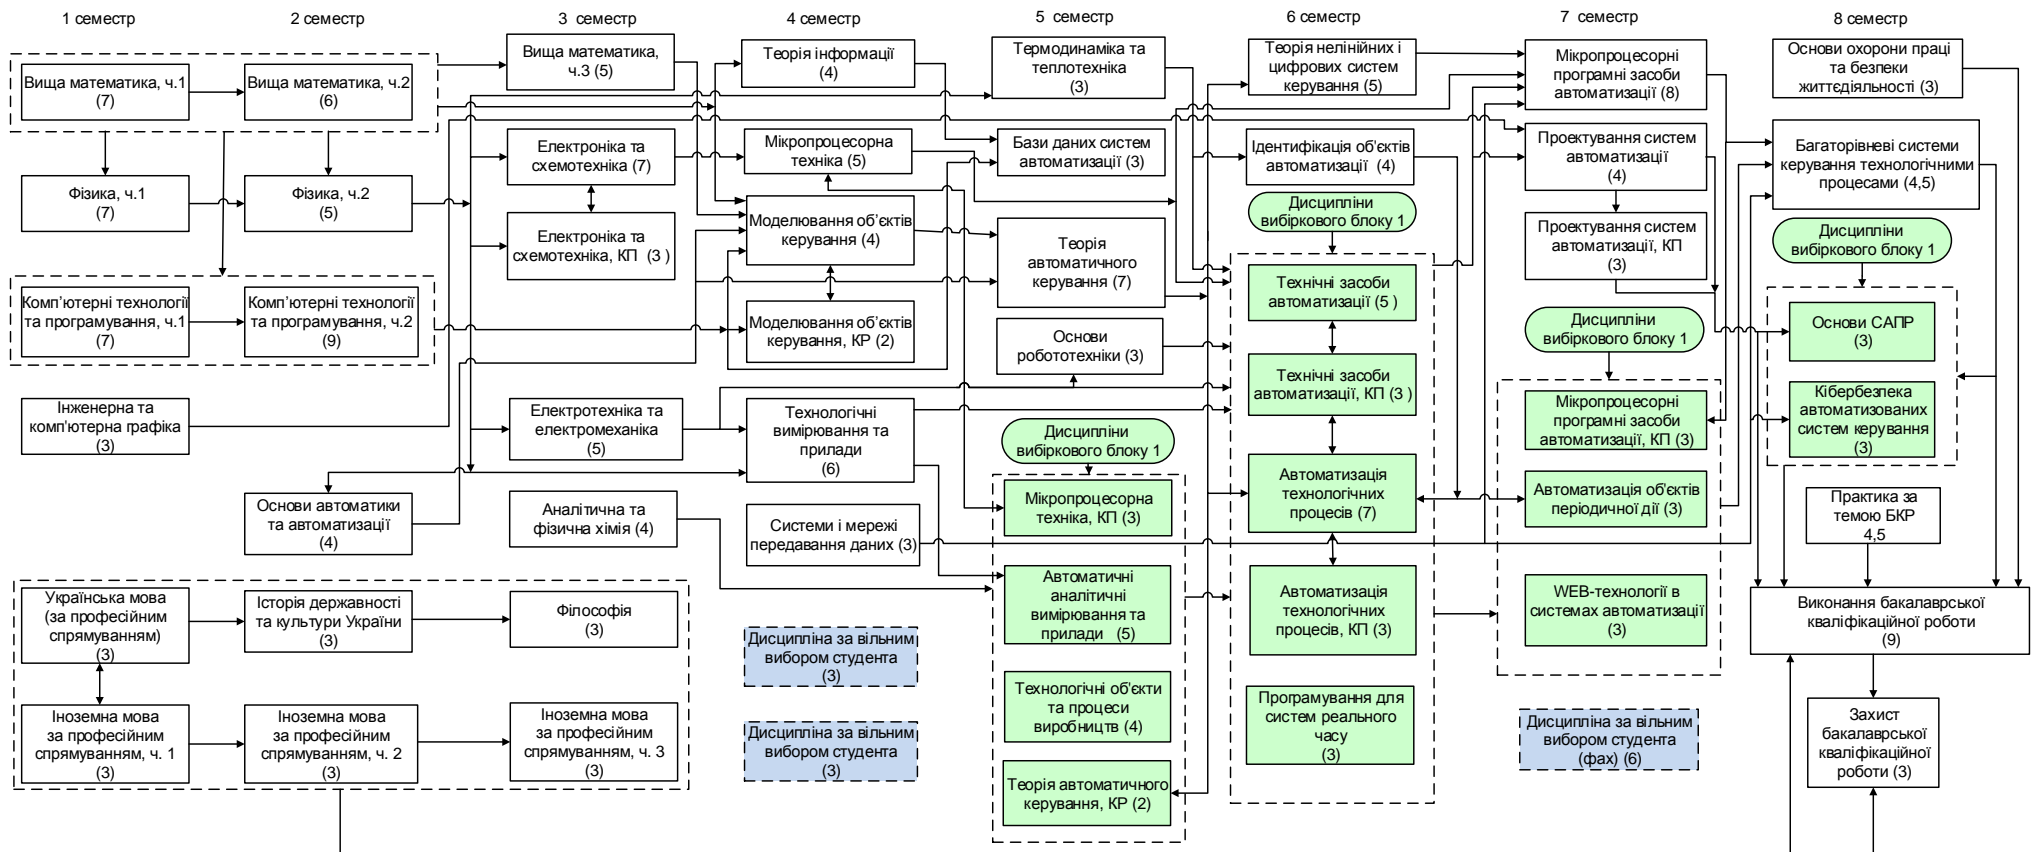 1 семестр
2 семестр
3 семестр
4 семестр
5 семестр
6 семестр
7 семестр
8 семестр
Вища математика, ч.1
(7)
Фізика, ч.1
(7)
Комп'ютерні технології
та програмування, ч.1
(7)
Інженерна та
комп'ютерна графіка
(3)
Українська мова
(за професійним
спрямуванням)
(3)
Іноземна мова
за професійним
спрямуванням, ч. 1
(3)
Вища математика, ч.2
(6)
Фізика, ч.2
(5)
Комп'ютерні технології
та програмування, ч.2
(9)
Основи автоматики
та автоматизації
(4)
Історія державності
та культури України
(3)
Іноземна мова
за професійним
спрямуванням, ч. 2
(3)
Вища математика,
ч.3 (5)
Електроніка та
схемотехніка (7)
Електроніка та
схемотехніка, КП (3 )
Електротехніка та
електромеханіка
(5)
Аналітична та
фізична хімія (4)
Філософія
(3)
Іноземна мова
за професійним
спрямуванням, ч. 3
(3)
Теорія інформації
(4)
Мікропроцесорна
техніка (5)
Моделювання об'єктів
керування (4)
Моделювання об'єктів
керування, КР (2)
Технологічні
вимірювання та
прилади
(6)
Системи і мережі
передавання даних (3)
Дисципліна за вільним
вибором студента
(3)
Дисципліна за вільним
вибором студента
(3)
Термодинаміка та
теплотехніка
(3)
Бази даних систем
автоматизації (3)
Теорія
автоматичного
керування (7)
Основи
робототехніки (3)
Дисципліни
вибіркового блоку 1
Мікропроцесорна
техніка, КП (3)
Автоматичні
аналітичні
вимірювання та
прилади (5)
Технологічні об'єкти
та процеси
виробництв (4)
Теорія автоматичного
керування, КР (2)
Теорія нелінійних і
цифрових систем
керування (5)
Ідентифікація об'єктів
автоматизації (4)
Дисципліни
вибіркового блоку 1
Технічні засоби
автоматизації (5 )
Технічні засоби
автоматизації, КП (3 )
Автоматизація
технологічних
процесів (7)
Автоматизація
технологічних
процесів, КП (3)
Програмування для
систем реального
часу
(3)
Мікропроцесорні
програмні засоби
автоматизації (8)
Проектування систем
автоматизації
(4)
Проектування систем
автоматизації, КП
(3)
Дисципліни
вибіркового блоку 1
Мікропроцесорні
програмні засоби
автоматизації, КП (3)
Автоматизація об'єктів
періодичної дії (3)
WEB-технології в
системах автоматизації
(3)
Дисципліна за вільним
вибором студента
(фах) (6)
Основи охорони праці
та безпеки
життєдіяльності (3)
Багаторівневі системи
керування технологічними
процесами (4,5)
Дисципліни
вибіркового блоку 1
Основи САПР
(3)
Кібербезпека
автоматизованих
систем керування
(3)
Практика за
темою БКР
4,5
Виконання бакалаврської
кваліфікаційної роботи
(9)
Захист
бакалаврської
кваліфікаційної
роботи (3)